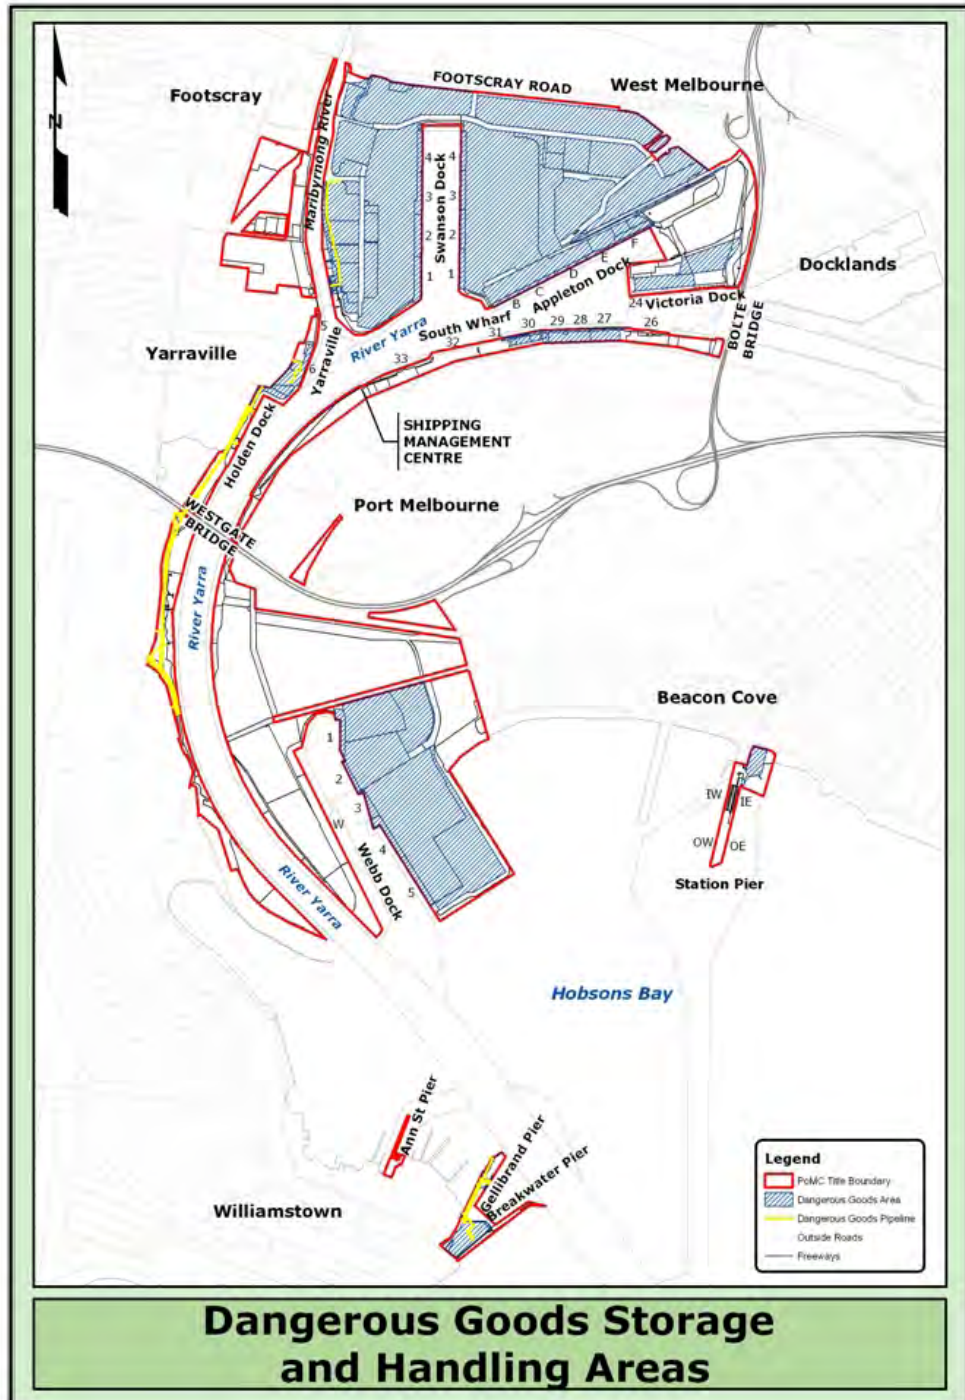 FOOTSCRAY ROAD
West Melbourne
Footscray
N
Maribyrnong River
Swanson Dock
4
4
3
3
2
2
1
1
F
E
D
C
B
Appleton Dock
Docklands
24
Victoria Dock
BOLTE
BRIDGE
South Wharf
River Yarra
33
32
31
30
29
28
27
26
5
6
Yarraville
Yarraville
Holden Dock
SHIPPING
MANAGEMENT
CENTRE
WESTGATE
BRIDGE
Port Melbourne
River Yarra
Beacon Cove
1
2
3
W
4
5
Webb Dock
IW
IE
OW
OE
Station Pier
River Yarra
Hobsons Bay
Ann St Pier
Gellibrand Pier
Breakwater Pier
Williamstown
Legend
PoMC Title Boundary
Dangerous Goods Area
Dangerous Goods Pipeline
Outside Roads
Freeways
Dangerous Goods Storage
and Handling Areas